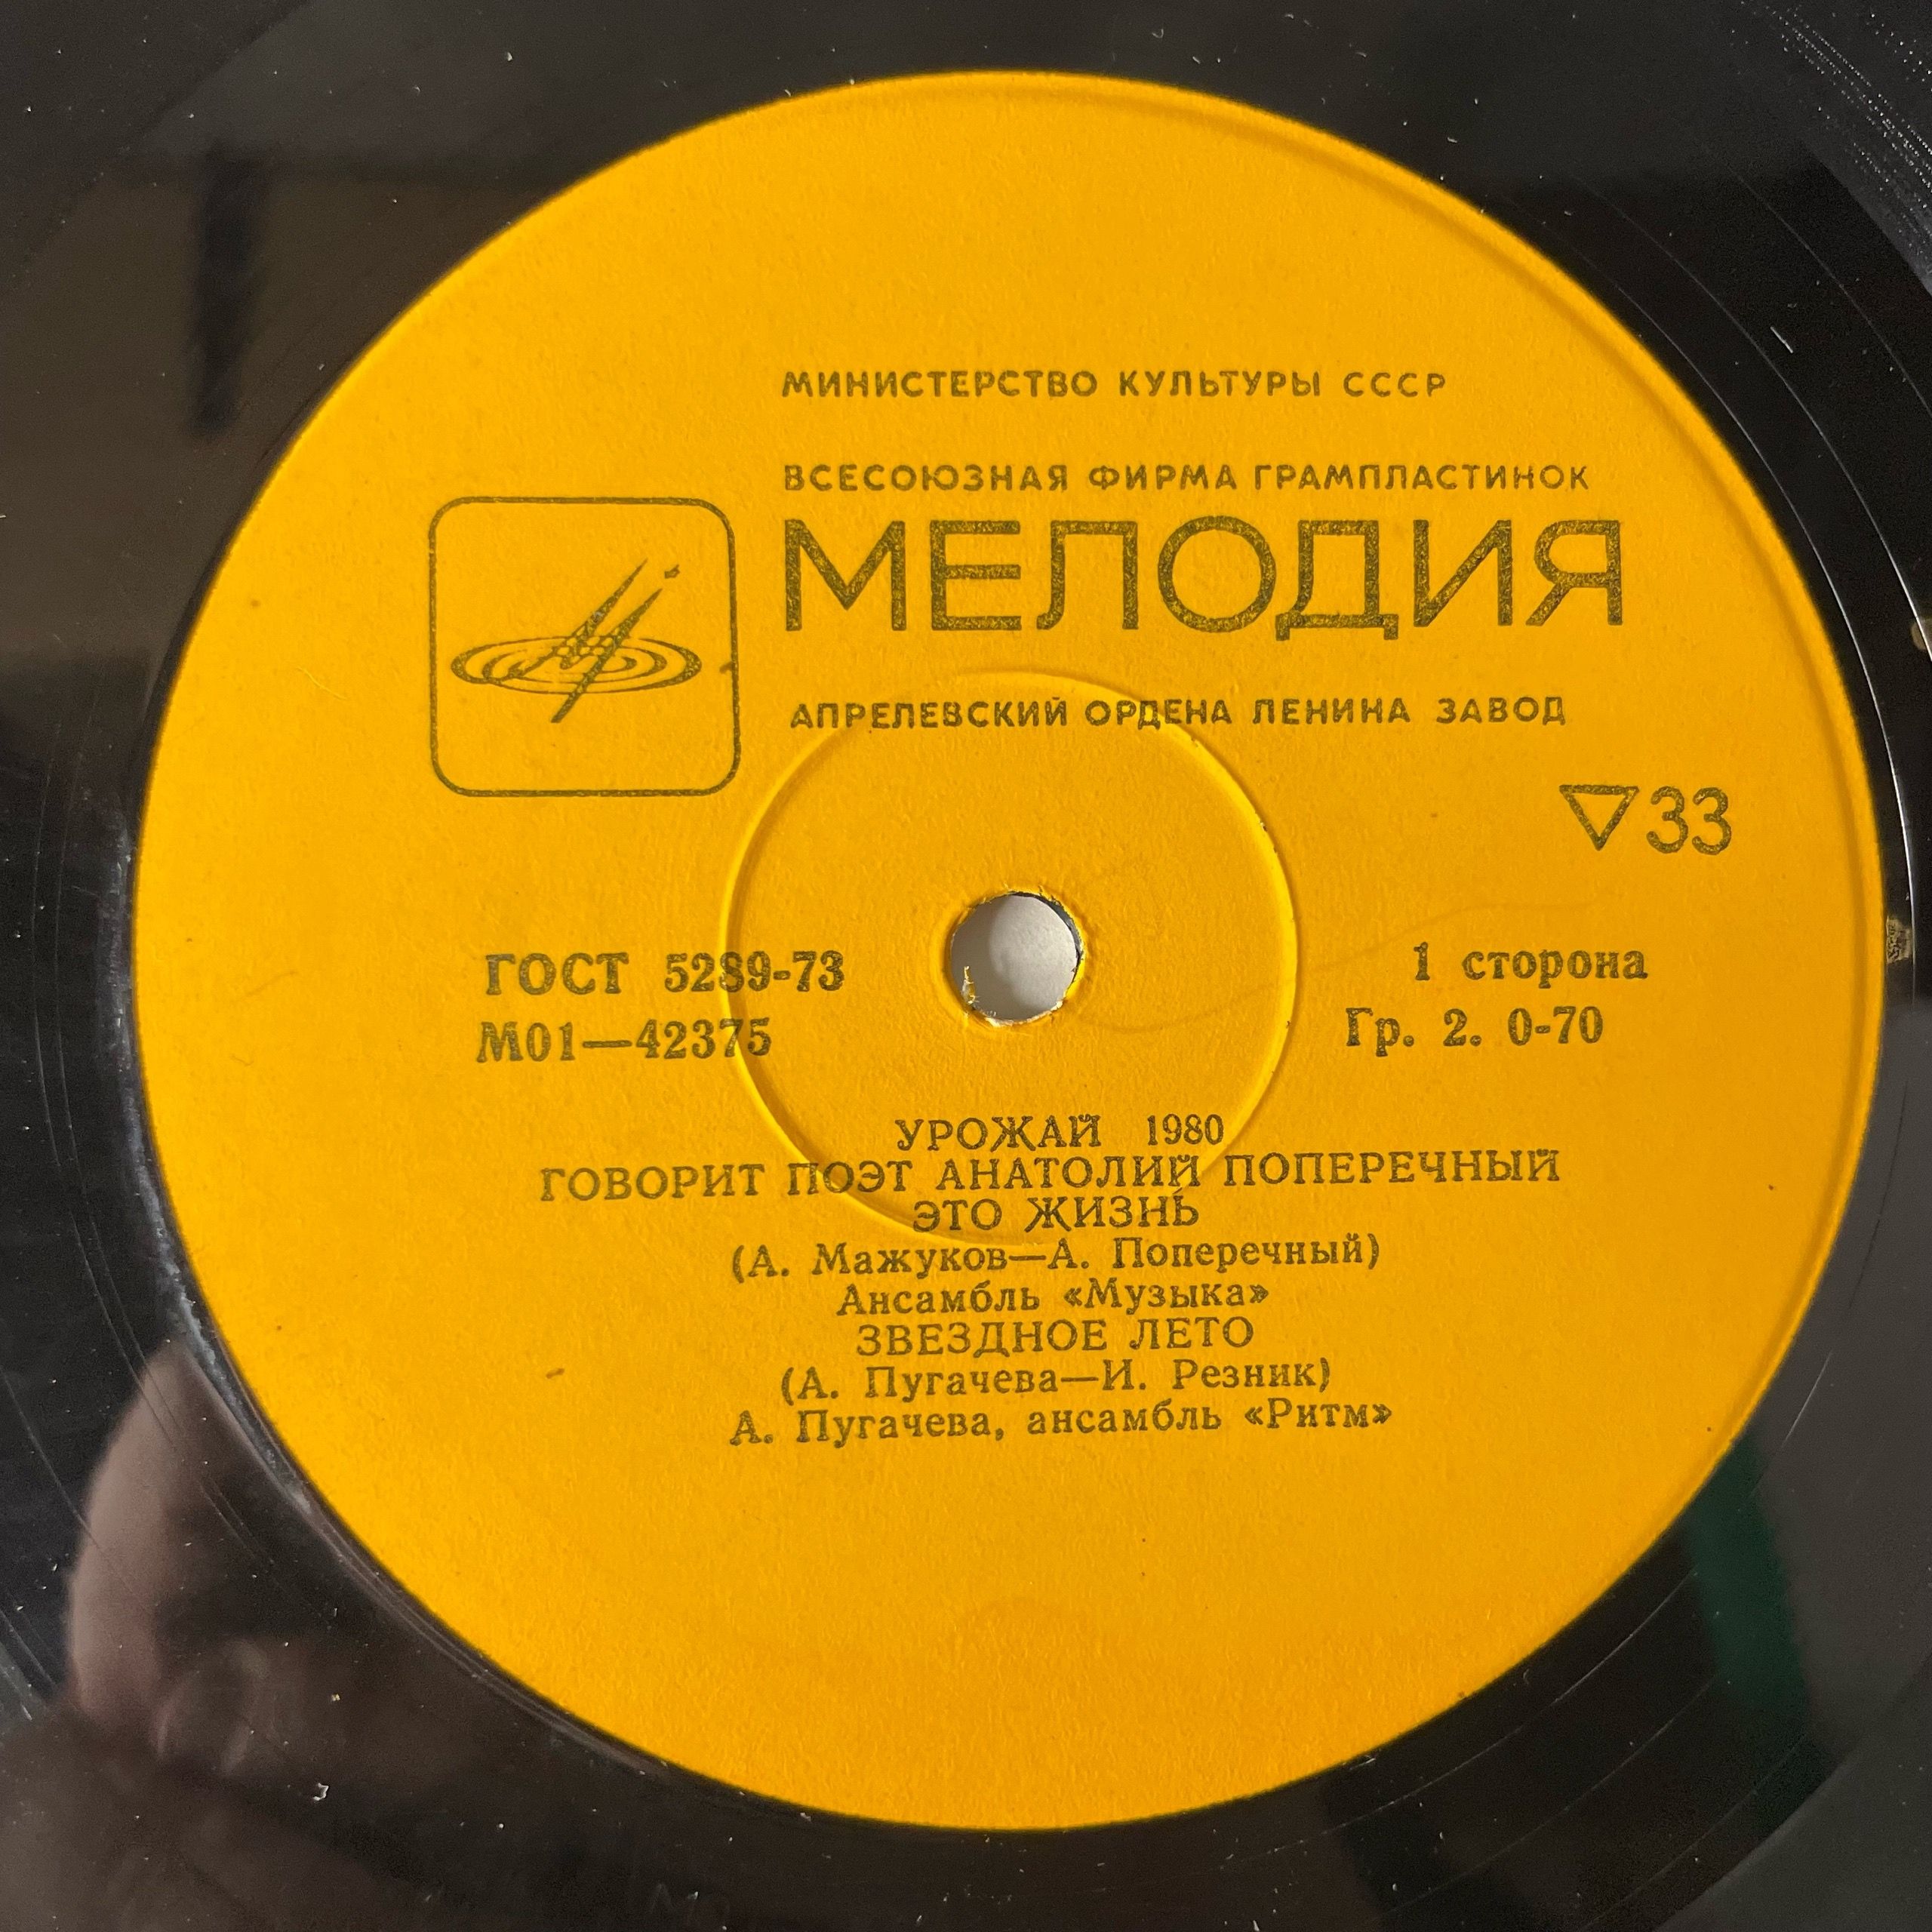 МИНИСТЕРСТВО КУЛЬТУРЫ СССР
ВСЕСОЮЗНАЯ ФИРМА ГРАМПЛАСТИНОК
МЕЛОДИЯ
АПРЕЛЕВСКИЙ ОРДЕНА ЛЕНИНА ЗАВОД
▽33
ГОСТ 5289-73
М01—42375
1 сторона
Гр. 2. 0-70
УРОЖАЙ 1980
ГОВОРИТ ПОЭТ АНАТОЛИЙ ПОПЕРЕЧНЫЙ
ЭТО ЖИЗНЬ
(А. Мажуков—А. Поперечный)
Ансамбль «Музыка»
ЗВЕЗДНОЕ ЛЕТО
(А. Пугачева—И. Резник)
А. Пугачева, ансамбль «Ритм»